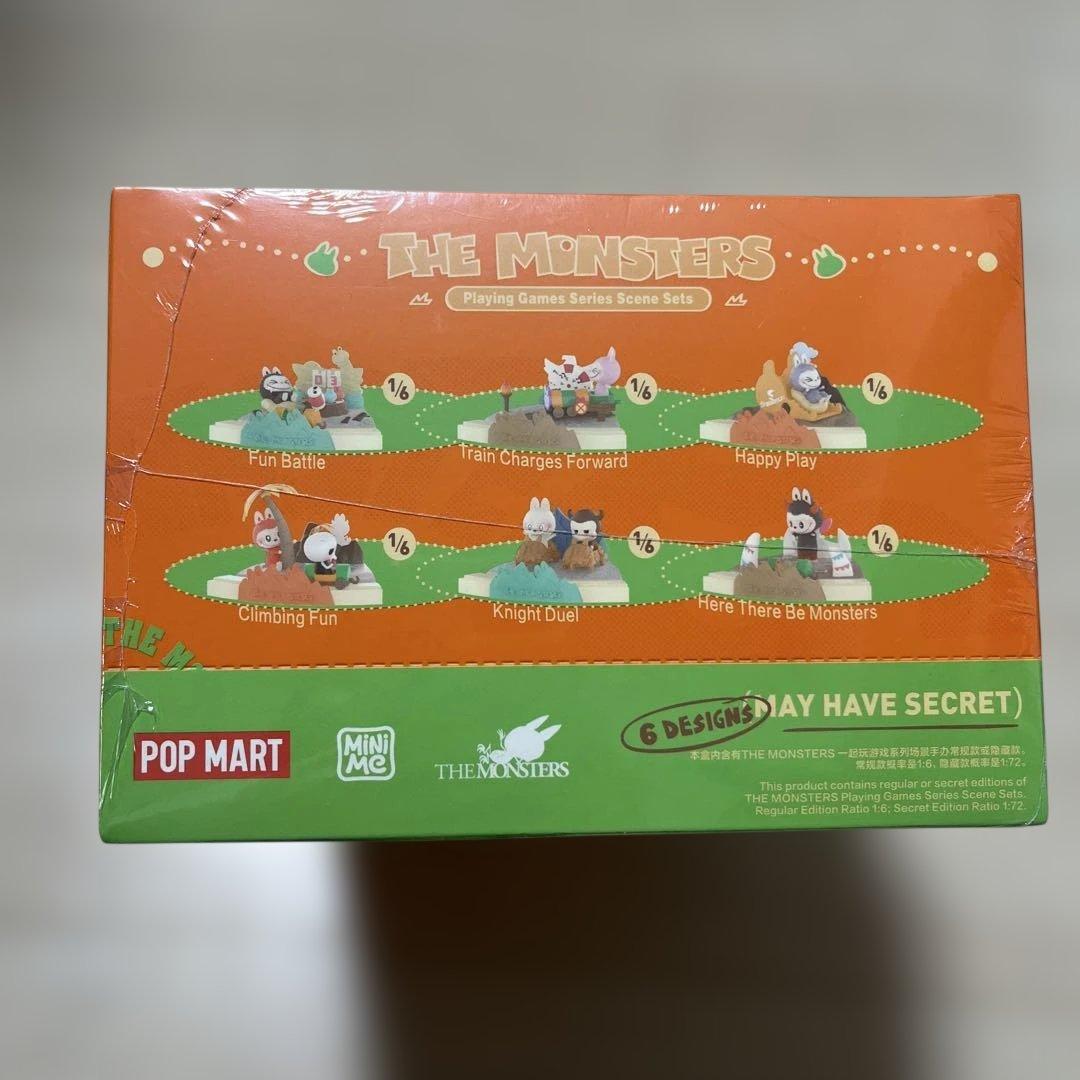 THE MONSTERS
Playing Games Series Scene Sets
1/6
1/6
1/6
Fun Battle
Train Charges Forward
Happy Play
1/6
1/6
1/6
Climbing Fun
Knight Duel
Here There Be Monsters
THE M
6 DESIGNS
(MAY HAVE SECRET)
POP MART
MiNi ME
THE MONSTERS
本盒内含有THE MONSTERS 一起玩游戏系列场景手办常规款或隐藏款。
常规款概率是1:6、隐藏款概率是1:72。
This product contains regular or secret editions of
THE MONSTERS Playing Games Series Scene Sets.
Regular Edition Ratio 1:6; Secret Edition Ratio 1:72.